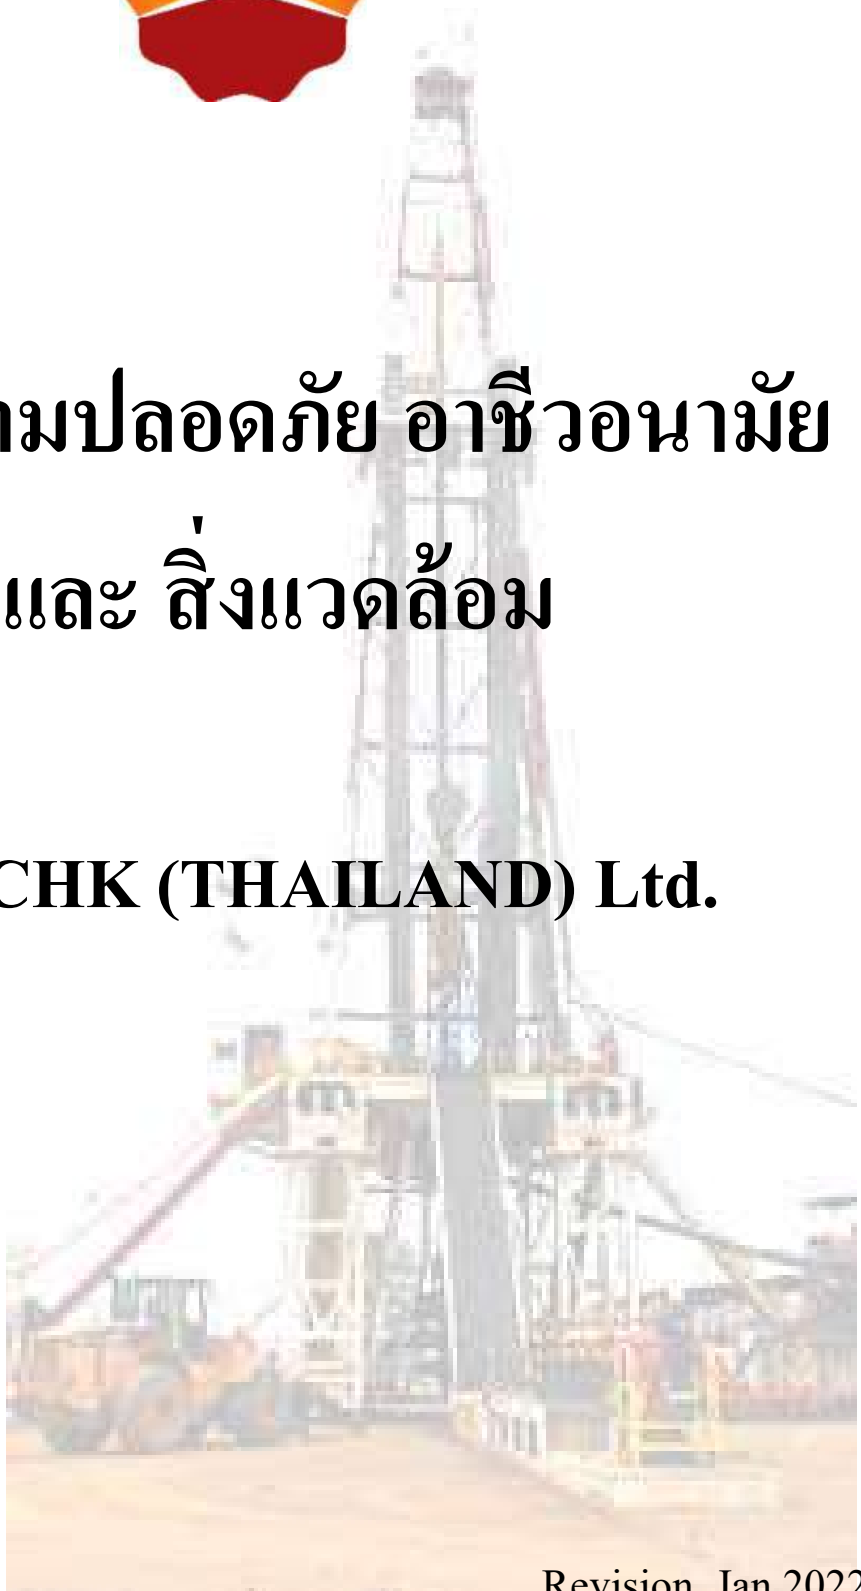 ามปลอดภัย อาชีวอนามัย
และ สิ่งแวดล้อม
CHK (THAILAND) Ltd.
Revision Jan 2022